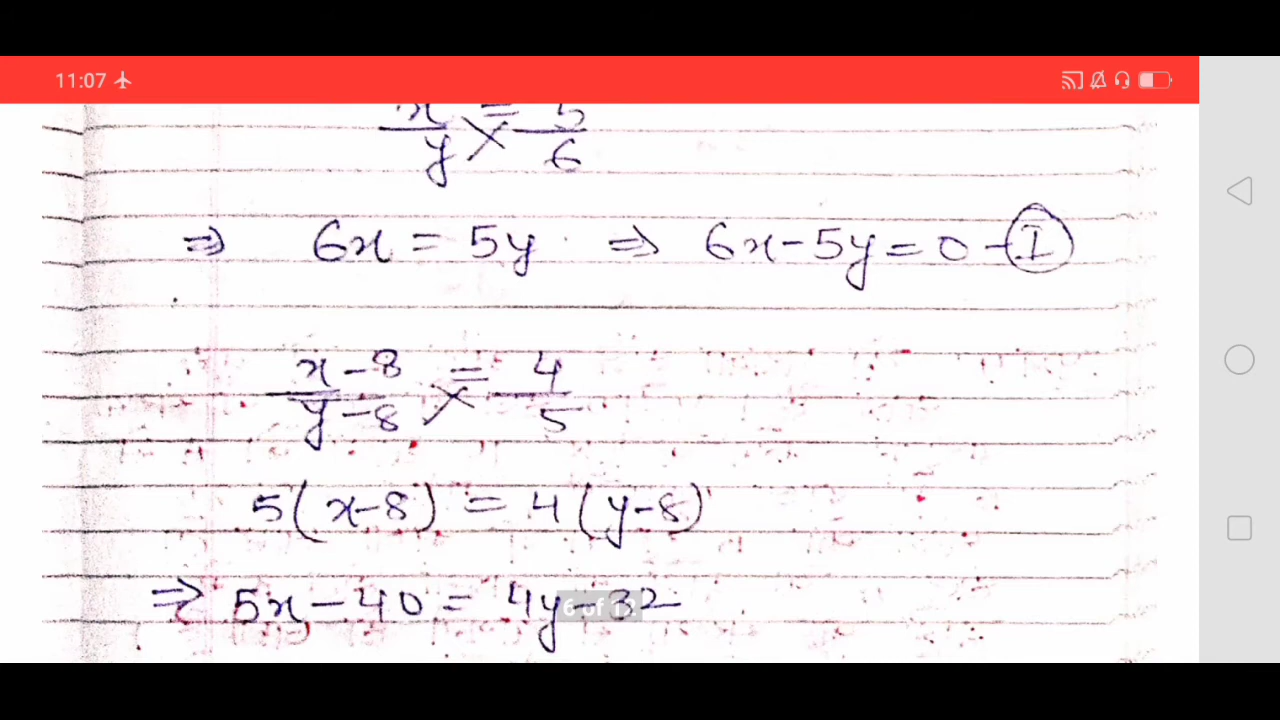 11:07
x/y = 5/6
⇒ 6x = 5y ⇒ 6x-5y=0 - I
x-8/y-8 = 4/5
5(x-8) = 4(y-8)
⇒ 5x-40 = 4y-32
6 of 12